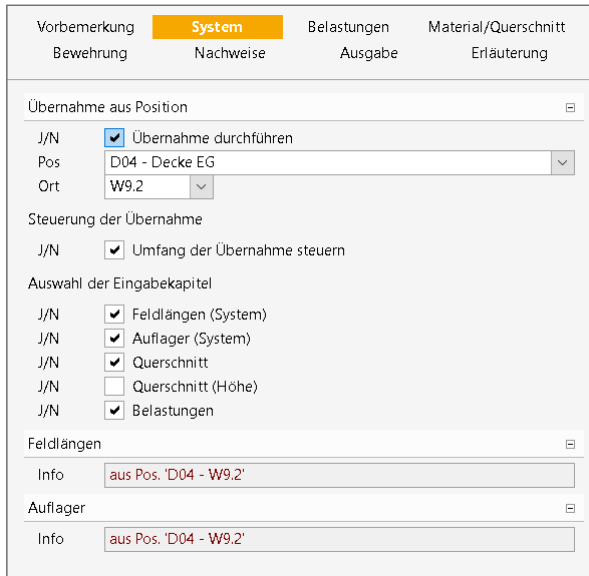 Vorbemerkung System Belastungen Material/Querschnitt
Bewehrung Nachweise Ausgabe Erläuterung
Übernahme aus Position
J/N Übernahme durchführen
Pos D04 - Decke EG
Ort W9.2
Steuerung der Übernahme
J/N Umfang der Übernahme steuern
Auswahl der Eingabekapitel
J/N Feldlängen (System)
J/N Auflager (System)
J/N Querschnitt
J/N Querschnitt (Höhe)
J/N Belastungen
Feldlängen
Info aus Pos. 'D04 - W9.2'
Auflager
Info aus Pos. 'D04 - W9.2'